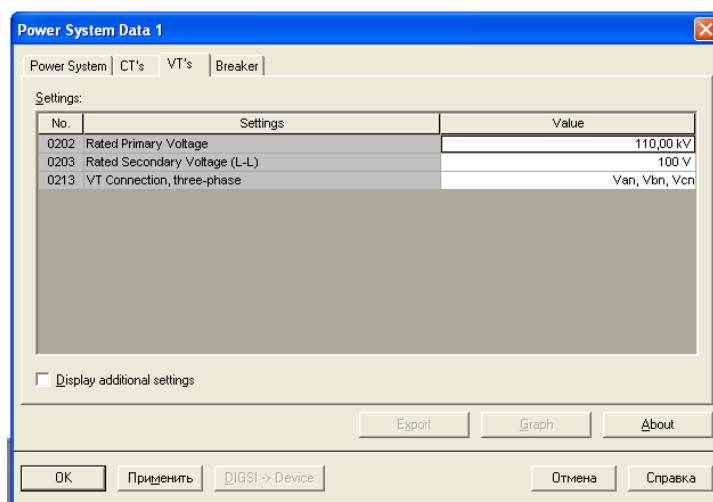 Power System Data 1
Power System CT's VT's Breaker
Settings:
No. Settings Value
0202 Rated Primary Voltage 110,00 kV
0203 Rated Secondary Voltage (L-L) 100 V
0213 VT Connection, three-phase Van, Vbn, Vcn
Display additional settings
Export Graph About
OK Применить DIGSI -> Device Отмена Справка